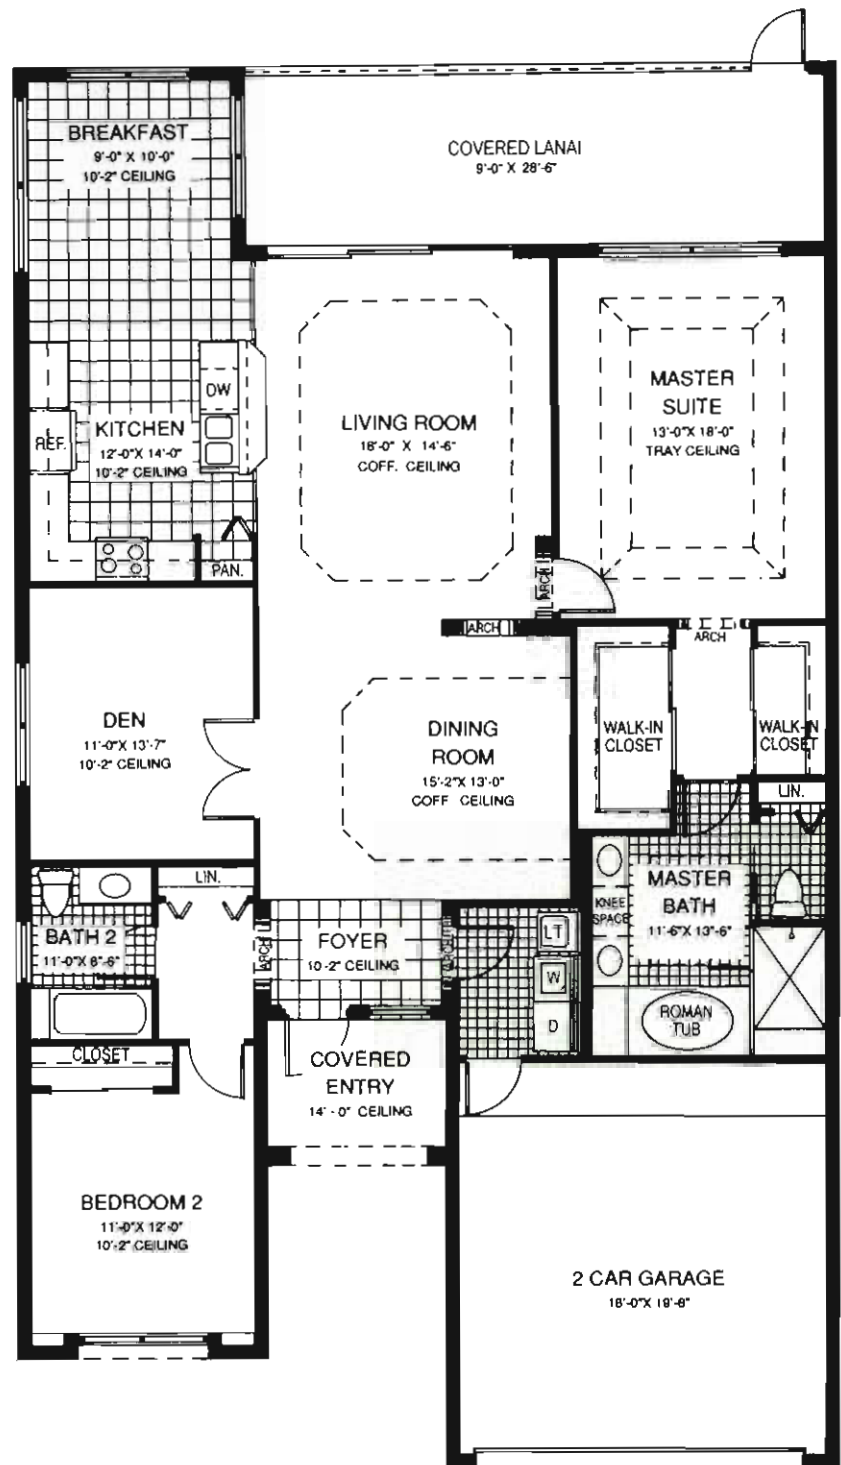 BREAKFAST
9'-0" X 10'-0"
10'-2" CEILING
COVERED LANAI
9'-0" X 28'-6"
MASTER
SUITE
13'-0"X 18'-0"
TRAY CEILING
LIVING ROOM
18'-0" X 14'-6"
COFF. CEILING
DW
REF.
KITCHEN
12'-0"X 14'-0"
10'-2" CEILING
PAN.
ARCH
ARCH
ARCH
DEN
11'-0"X 13'-7"
10'-2" CEILING
DINING
ROOM
15'-2"X 13'-0"
COFF CEILING
WALK-IN
CLOSET
WALK-IN
CLOSET
LIN.
LIN.
MASTER
BATH
11'-6"X 13'-6"
KNEE
SPACE
BATH 2
11'-0"X 8'-6"
ARCH
FOYER
10'-2" CEILING
ARCH
LT
W
D
ROMAN
TUB
CLOSET
COVERED
ENTRY
14'-0" CEILING
BEDROOM 2
11'-0"X 12'-0"
10'-2" CEILING
2 CAR GARAGE
18'-0"X 19'-8"